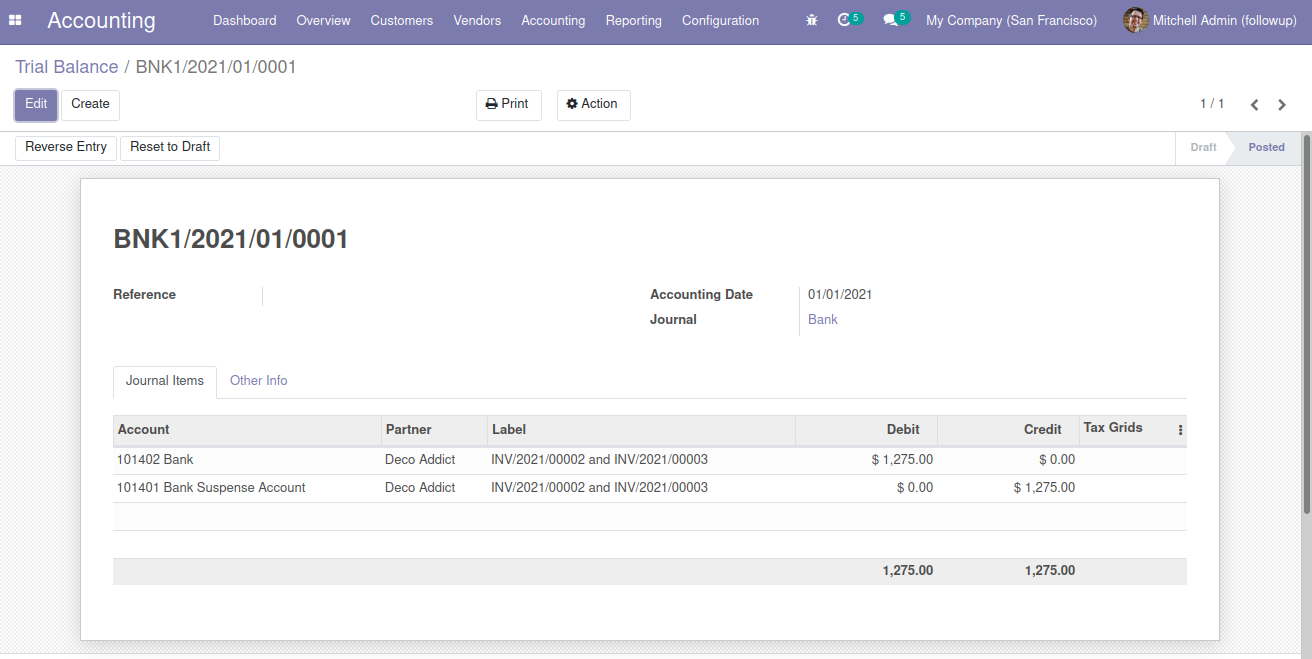 Accounting Dashboard Overview Customers Vendors Accounting Reporting Configuration 5 5 My Company (San Francisco) Mitchell Admin (followup)
Trial Balance / BNK1/2021/01/0001
Edit Create Print Action 1 / 1
Reverse Entry Reset to Draft Draft Posted
BNK1/2021/01/0001
Reference Accounting Date 01/01/2021
Journal Bank
Journal Items Other Info
Account Partner Label Debit Credit Tax Grids
101402 Bank Deco Addict INV/2021/00002 and INV/2021/00003 $ 1,275.00 $ 0.00
101401 Bank Suspense Account Deco Addict INV/2021/00002 and INV/2021/00003 $ 0.00 $ 1,275.00
1,275.00 1,275.00